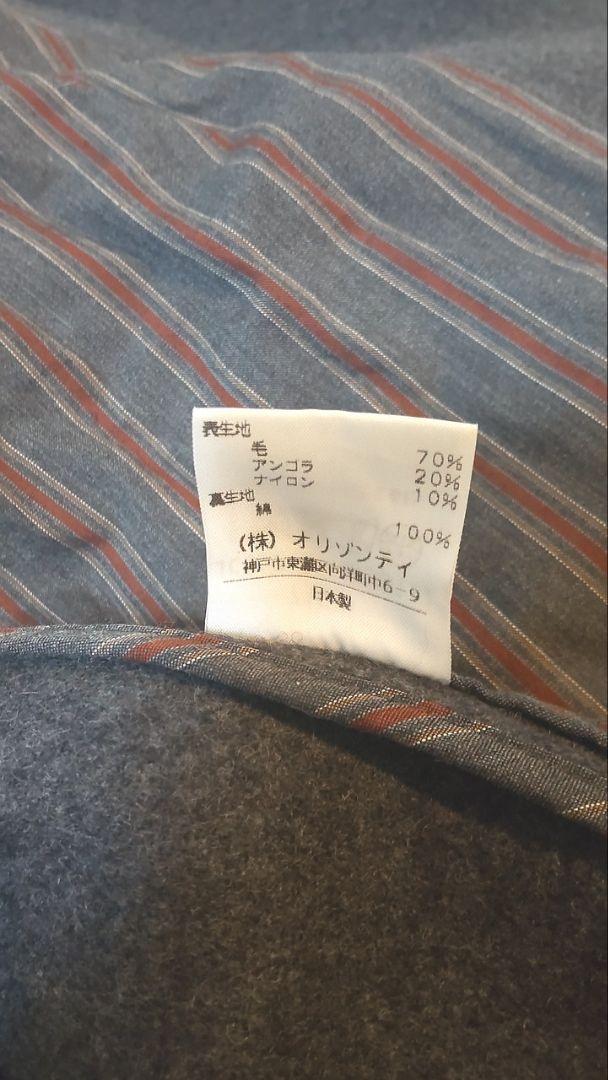 表生地
毛 70%
アンゴラ 20%
ナイロン 10%
裏生地
綿 100%
(株) オリゾンティ
神戸市東灘区向洋町中6-9
日本製